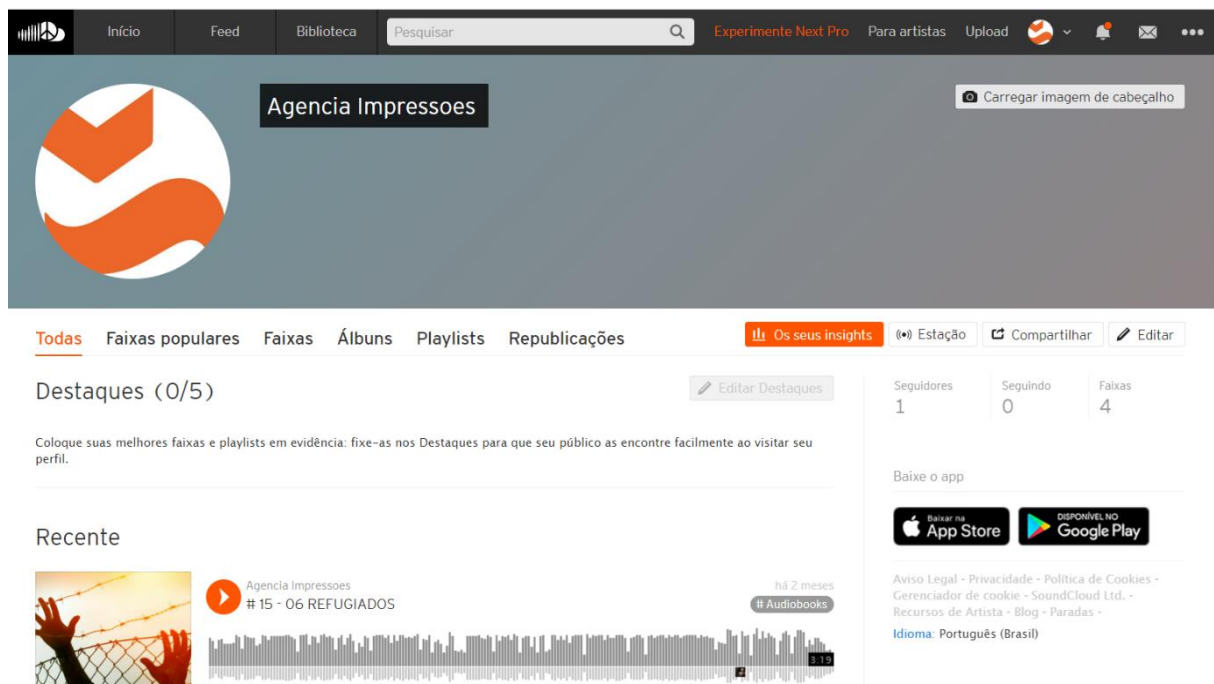 Início Feed Biblioteca Pesquisar Experimente Next Pro Para artistas Upload
Agencia Impressoes
Carregar imagem de cabeçalho
Todas Faixas populares Faixas Álbuns Playlists Republicações
Os seus insights Estação Compartilhar Editar
Destaques (0/5)
Editar Destaques
Coloque suas melhores faixas e playlists em evidência: fixe-as nos Destaques para que seu público as encontre facilmente ao visitar seu
perfil.
Recente
Agencia Impressoes
há 2 meses
# 15 - 06 REFUGIADOS
# Audiobooks
3:19
Seguidores Seguindo Faixas
1 0 4
Baixe o app
Baixar na
App Store
DISPONÍVEL NO
Google Play
Aviso Legal - Privacidade - Política de Cookies -
Gerenciador de cookie - SoundCloud Ltd. -
Recursos de Artista - Blog - Paradas -
Idioma: Português (Brasil)